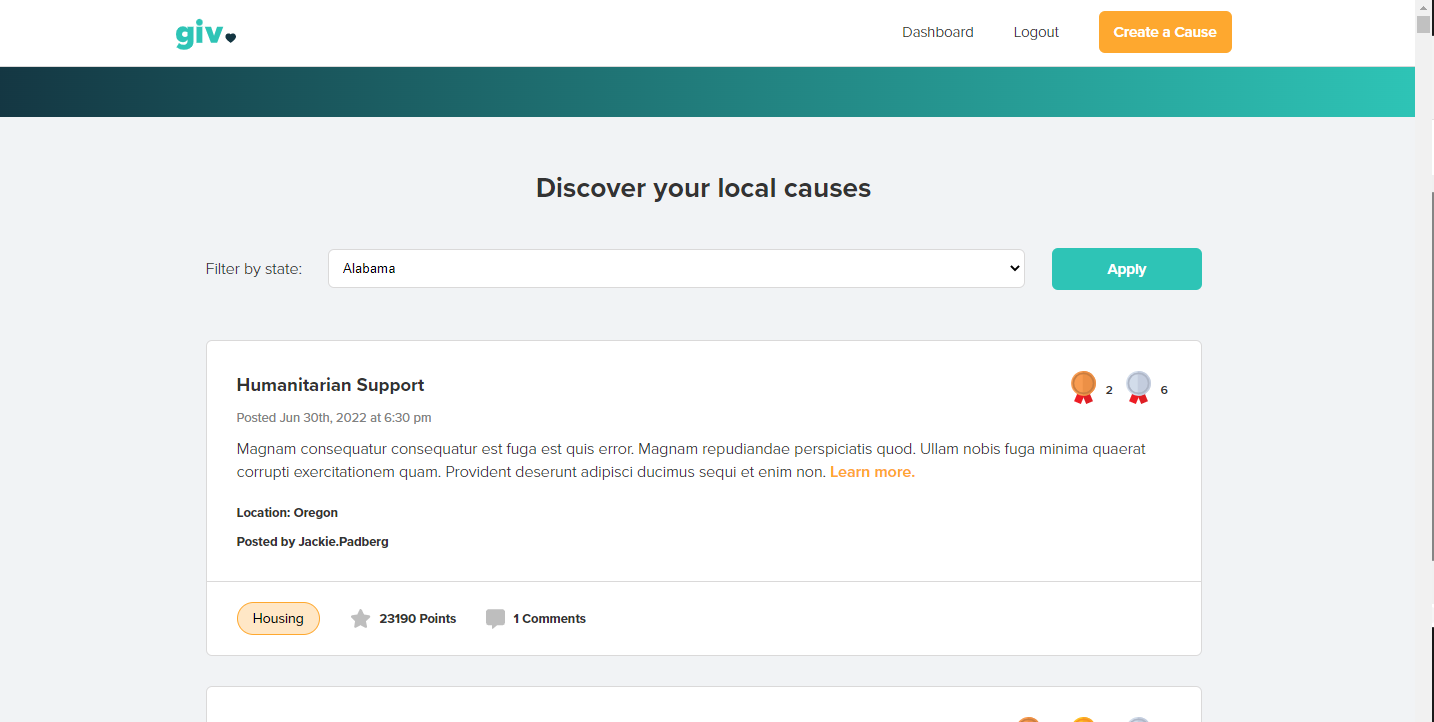 giv
Dashboard Logout Create a Cause
Discover your local causes
Filter by state: Alabama Apply
Humanitarian Support 2 6
Posted Jun 30th, 2022 at 6:30 pm
Magnam consequatur consequatur est fuga est quis error. Magnam repudiandae perspiciatis quod. Ullam nobis fuga minima quaerat
corrupti exercitationem quam. Provident deserunt adipisci ducimus sequi et enim non. Learn more.
Location: Oregon
Posted by Jackie.Padberg
Housing 23190 Points 1 Comments